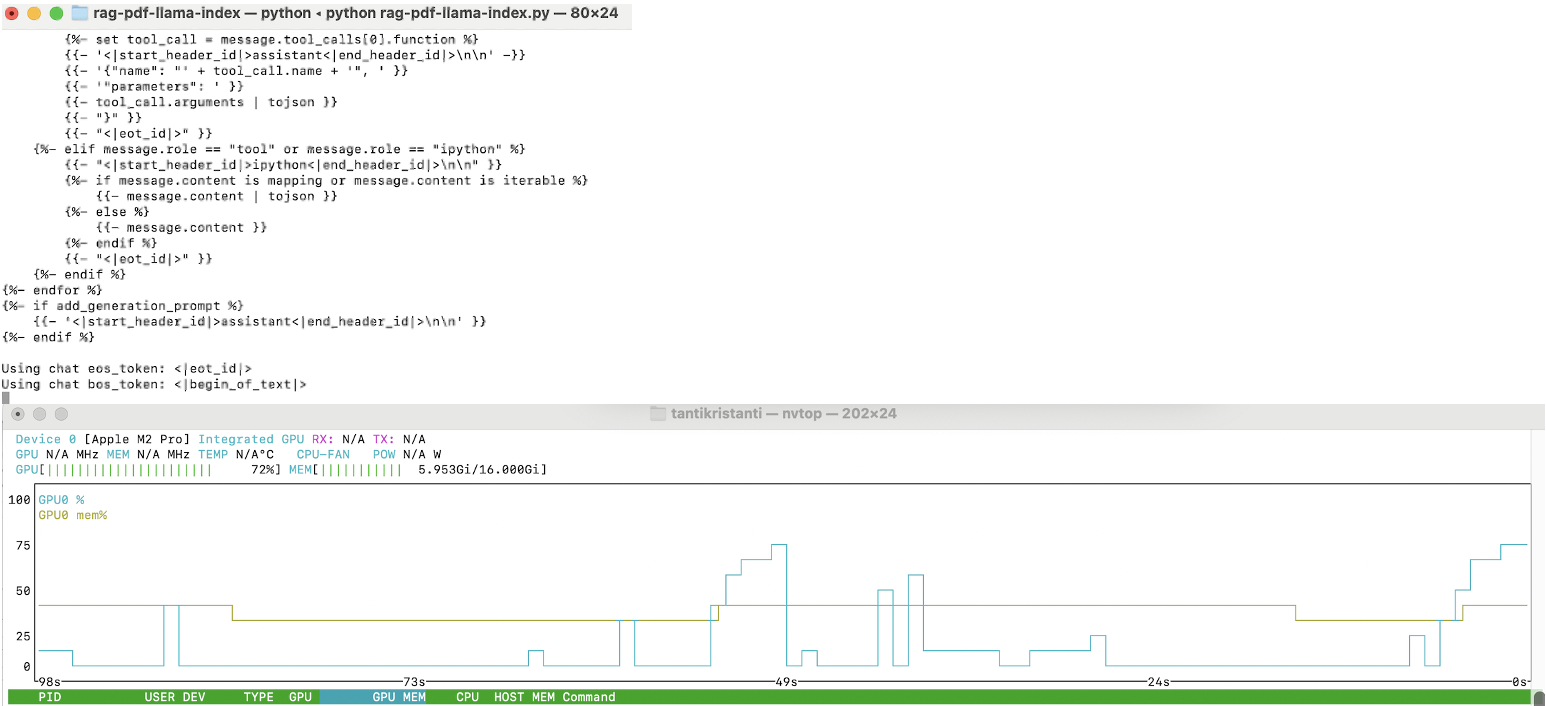 rag-pdf-llama-index — python ◂ python rag-pdf-llama-index.py — 80×24
        {%- set tool_call = message.tool_calls[0].function %}
        {{- '<|start_header_id|>assistant<|end_header_id|>\n\n' -}}
        {{- '{"name": "' + tool_call.name + '", ' }}
        {{- '"parameters": ' }}
        {{- tool_call.arguments | tojson }}
        {{- "}" }}
        {{- "<|eot_id|>" }}
    {%- elif message.role == "tool" or message.role == "ipython" %}
        {{- "<|start_header_id|>ipython<|end_header_id|>\n\n" }}
        {%- if message.content is mapping or message.content is iterable %}
            {{- message.content | tojson }}
        {%- else %}
            {{- message.content }}
        {%- endif %}
        {{- "<|eot_id|>" }}
    {%- endif %}
{%- endfor %}
{%- if add_generation_prompt %}
    {{- '<|start_header_id|>assistant<|end_header_id|>\n\n' }}
{%- endif %}
Using chat eos_token: <|eot_id|>
Using chat bos_token: <|begin_of_text|>
tantikristanti — nvtop — 202×24
Device 0 [Apple M2 Pro] Integrated GPU RX: N/A TX: N/A
GPU N/A MHz MEM N/A MHz TEMP N/A°C CPU-FAN POW N/A W
GPU[|||||||||||||||||||||| 72%] MEM[||||||||||| 5.953Gi/16.000Gi]
100 GPU0 %
GPU0 mem%
75
50
25
0
98s 73s 49s 24s 0s
PID USER DEV TYPE GPU GPU MEM CPU HOST MEM Command